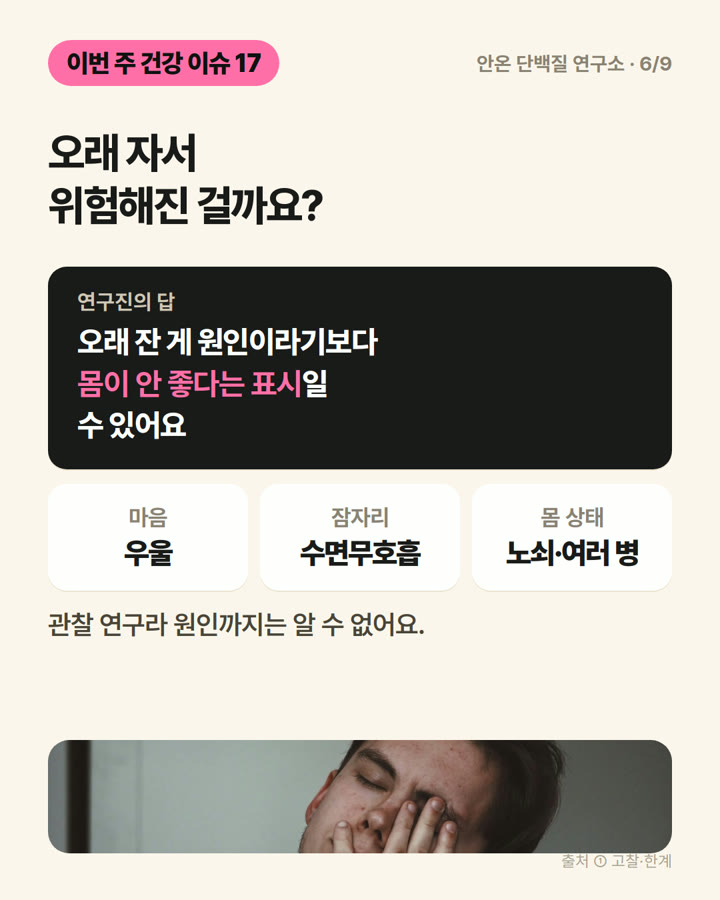 이번 주 건강 이슈 17
안온 단백질 연구소 · 6/9
오래 자서
위험해진 걸까요?
연구진의 답
오래 잔 게 원인이라기보다
몸이 안 좋다는 표시일
수 있어요
마음
우울
잠자리
수면무호흡
몸 상태
노쇠·여러 병
관찰 연구라 원인까지는 알 수 없어요.
출처 ① 고찰·한계